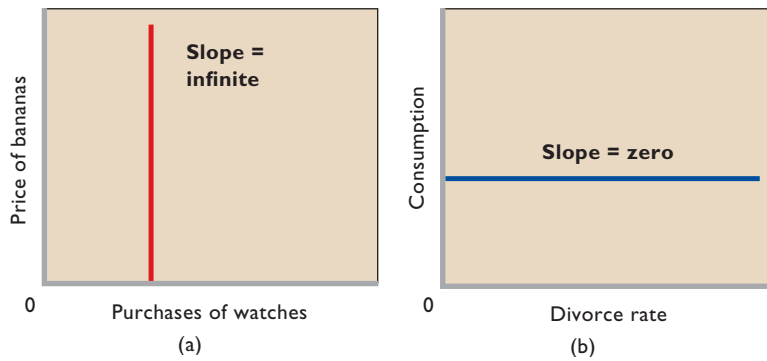 Price of bananas
Slope =
infinite
0
Purchases of watches
(a)
Consumption
Slope = zero
0
Divorce rate
(b)